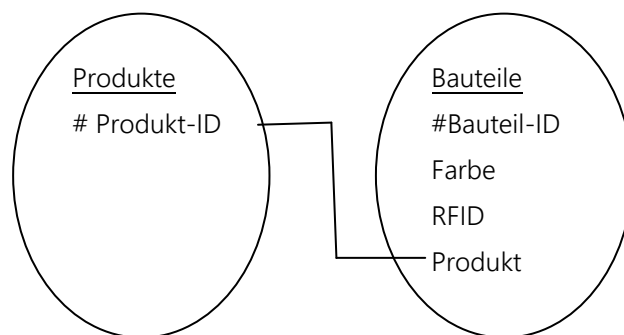 Produkte
# Produkt-ID
Bauteile
#Bauteil-ID
Farbe
RFID
Produkt